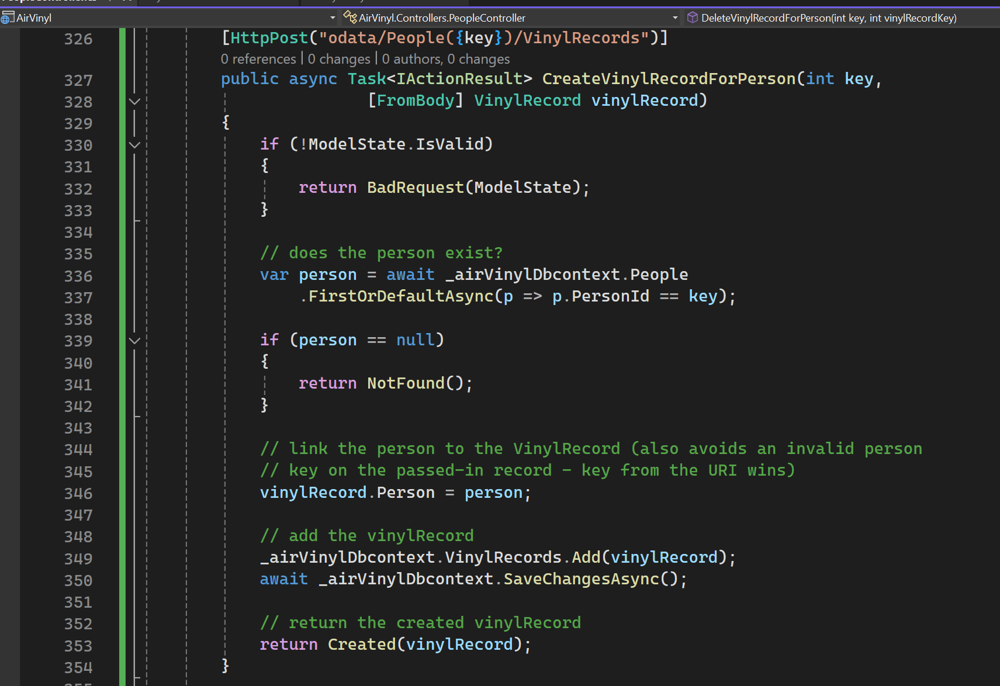 AirVinyl
AirVinyl.Controllers.PeopleController
DeleteVinylRecordForPerson(int key, int vinylRecordKey)
326 [HttpPost("odata/People({key})/VinylRecords")]
0 references | 0 changes | 0 authors, 0 changes
327 public async Task<IActionResult> CreateVinylRecordForPerson(int key,
328 [FromBody] VinylRecord vinylRecord)
329 {
330 if (!ModelState.IsValid)
331 {
332 return BadRequest(ModelState);
333 }
334
335 // does the person exist?
336 var person = await _airVinylDbcontext.People
337 .FirstOrDefaultAsync(p => p.PersonId == key);
338
339 if (person == null)
340 {
341 return NotFound();
342 }
343
344 // link the person to the VinylRecord (also avoids an invalid person
345 // key on the passed-in record - key from the URI wins)
346 vinylRecord.Person = person;
347
348 // add the vinylRecord
349 _airVinylDbcontext.VinylRecords.Add(vinylRecord);
350 await _airVinylDbcontext.SaveChangesAsync();
351
352 // return the created vinylRecord
353 return Created(vinylRecord);
354 }